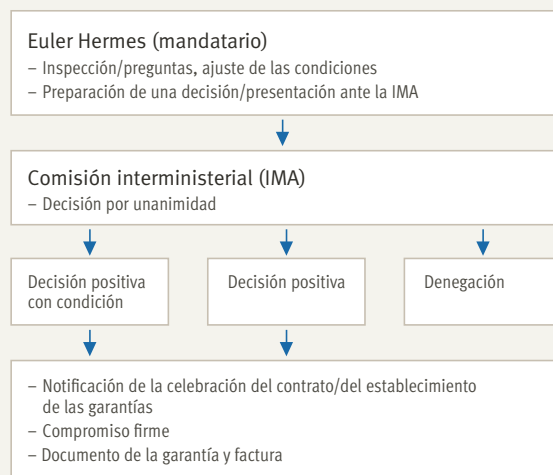 Euler Hermes (mandatario)
– Inspección/preguntas, ajuste de las condiciones
– Preparación de una decisión/presentación ante la IMA
Comisión interministerial (IMA)
– Decisión por unanimidad
Decisión positiva
con condición
Decisión positiva
Denegación
– Notificación de la celebración del contrato/del establecimiento
de las garantías
– Compromiso firme
– Documento de la garantía y factura